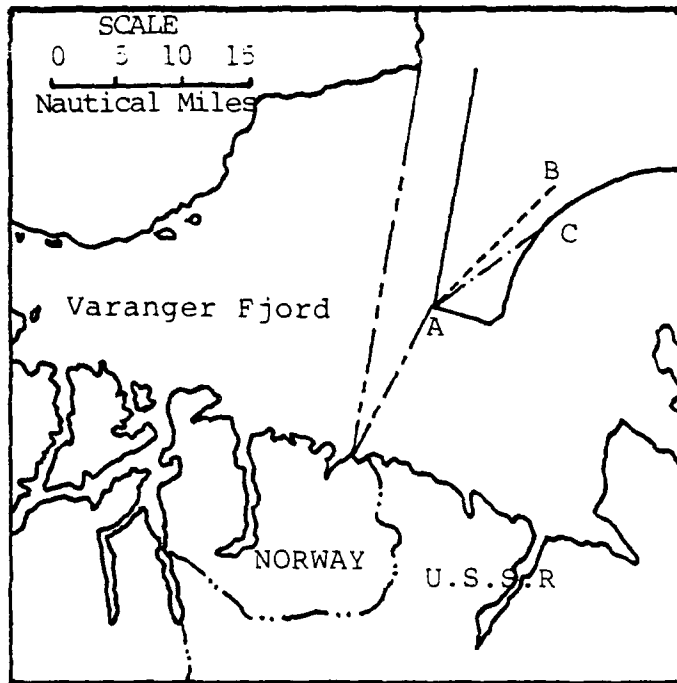 SCALE
0 5 10 15
Nautical Miles
B
C
A
Varanger Fjord
NORWAY
U.S.S.R